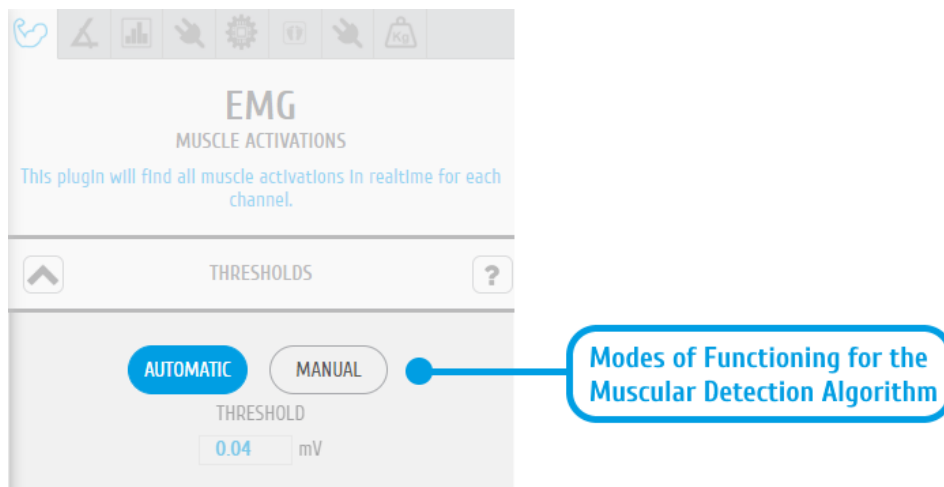 Kg
EMG
MUSCLE ACTIVATIONS
This plugin will find all muscle activations in realtime for each
channel.
THRESHOLDS
?
AUTOMATIC
MANUAL
THRESHOLD
0.04 mV
Modes of Functioning for the
Muscular Detection Algorithm